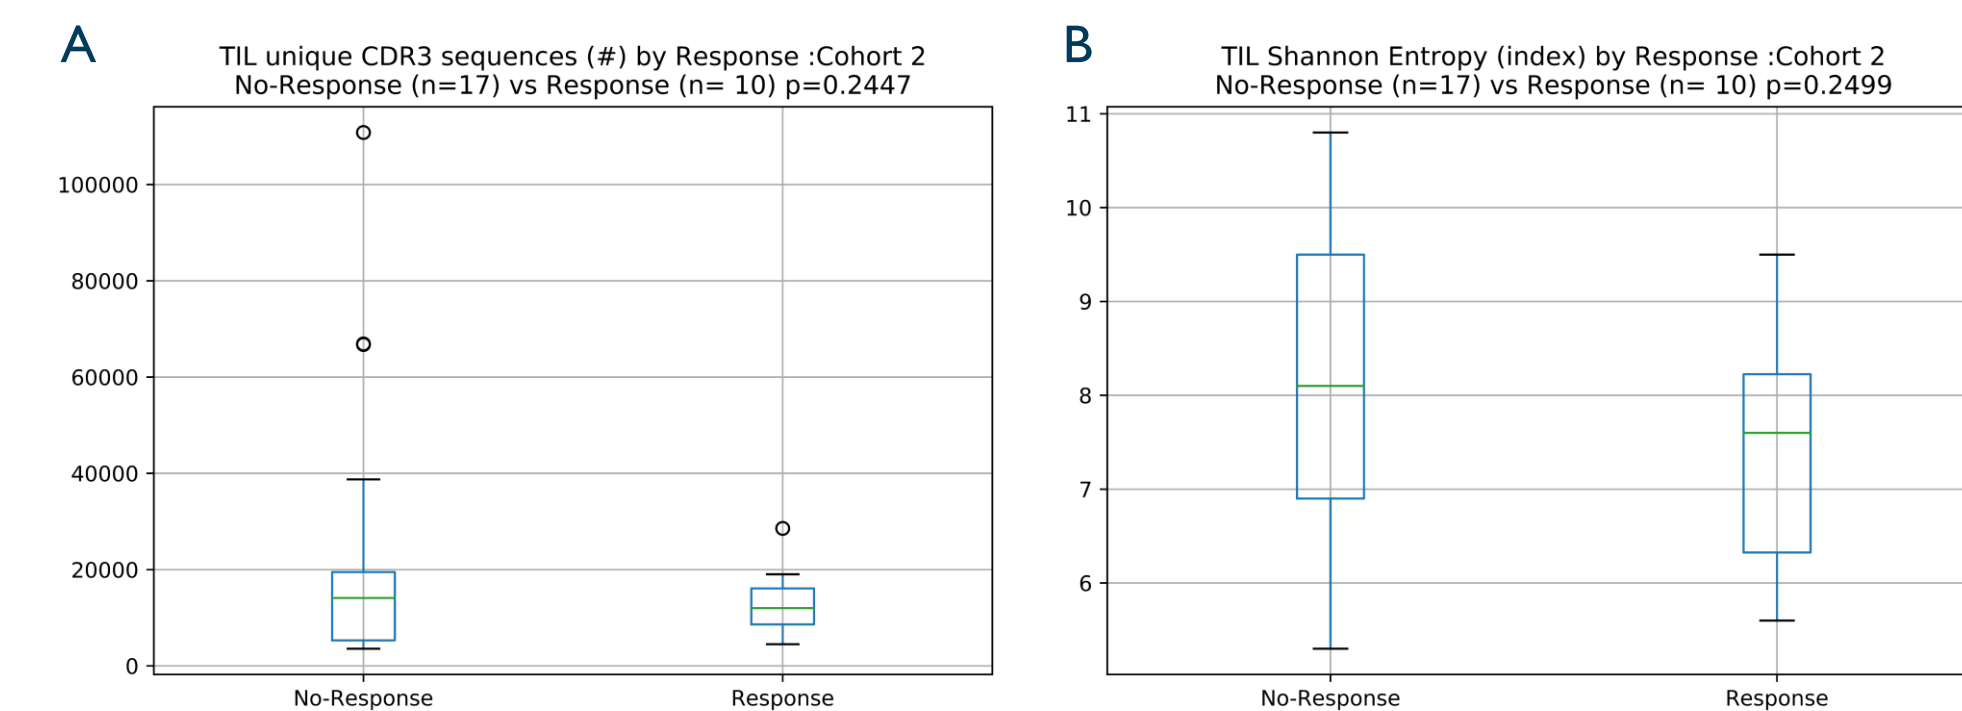 A
TIL unique CDR3 sequences (#) by Response :Cohort 2
No-Response (n=17) vs Response (n= 10) p=0.2447
100000
80000
60000
40000
20000
0
No-Response
Response
B
TIL Shannon Entropy (index) by Response :Cohort 2
No-Response (n=17) vs Response (n= 10) p=0.2499
11
10
9
8
7
6
No-Response
Response